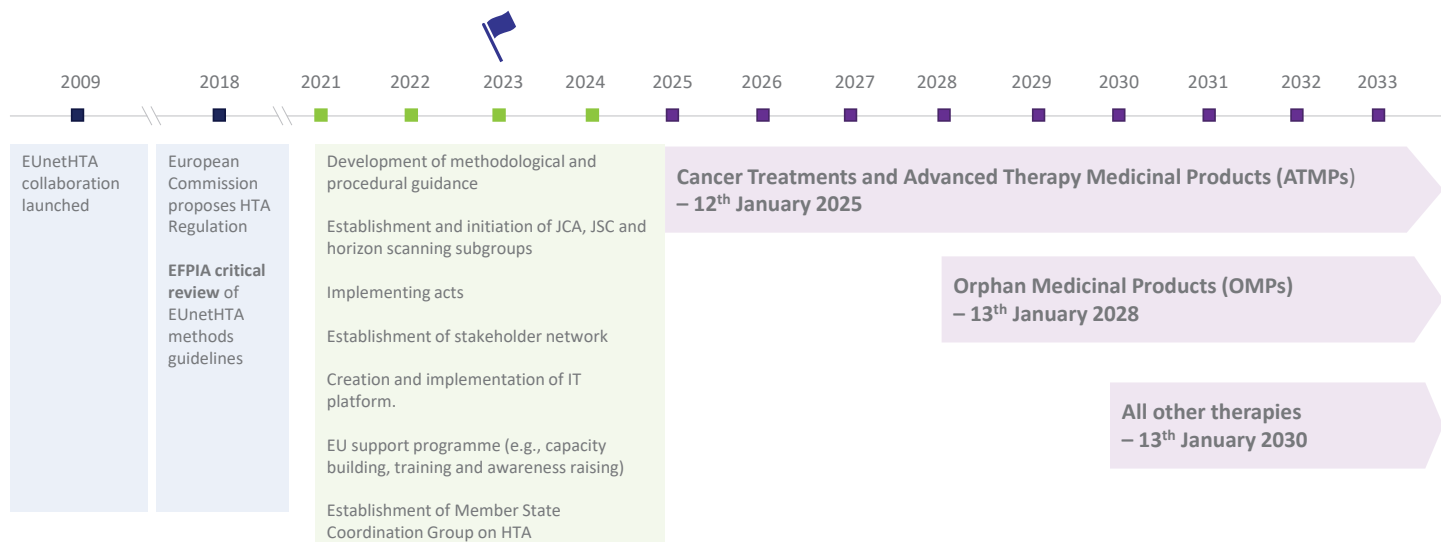 2009
2018
2021
2022
2023
2024
2025
2026
2027
2028
2029
2030
2031
2032
2033
EUnetHTA
collaboration
launched
European
Commission
proposes HTA
Regulation
EFPIA critical
review of
EUnetHTA
methods
guidelines
Development of methodological and
procedural guidance
Establishment and initiation of JCA, JSC and
horizon scanning subgroups
Implementing acts
Establishment of stakeholder network
Creation and implementation of IT
platform.
EU support programme (e.g., capacity
building, training and awareness raising)
Establishment of Member State
Coordination Group on HTA
Cancer Treatments and Advanced Therapy Medicinal Products (ATMPs)
– 12th January 2025
Orphan Medicinal Products (OMPs)
– 13th January 2028
All other therapies
– 13th January 2030